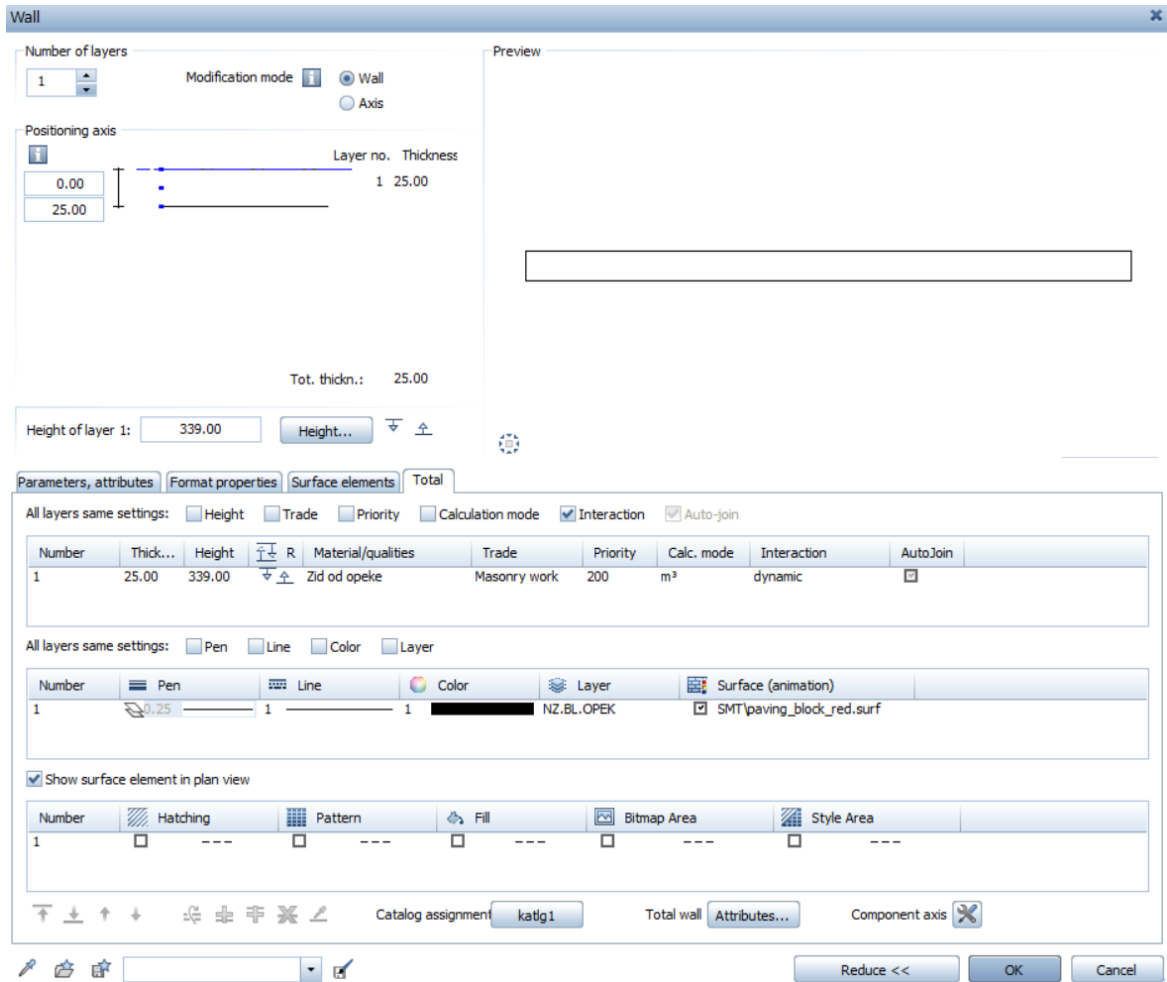 Wall
Number of layers
1
Modification mode
Wall
Axis
Preview
Positioning axis
Layer no. Thickness
0.00
25.00
1 25.00
Tot. thickn.: 25.00
Height of layer 1: 339.00 Height...
Parameters, attributes Format properties Surface elements Total
All layers same settings: Height Trade Priority Calculation mode Interaction Auto-join
Number Thick... Height R Material/qualities Trade Priority Calc. mode Interaction AutoJoin
1 25.00 339.00 Zid od opeke Masonry work 200 m³ dynamic
All layers same settings: Pen Line Color Layer
Number Pen Line Color Layer Surface (animation)
1 0.25 1 1 NZ.BL.OPEK SMT\paving_block_red.surf
Show surface element in plan view
Number Hatching Pattern Fill Bitmap Area Style Area
1 --- --- --- --- ---
Catalog assignment katlg1 Total wall Attributes... Component axis
Reduce << OK Cancel